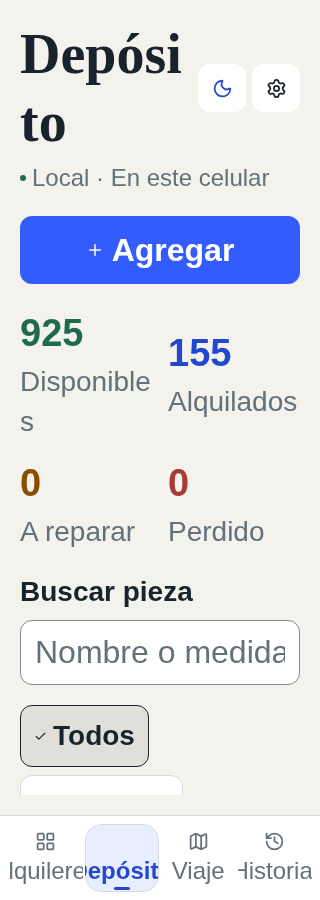 Depósi
to
Local · En este celular
+ Agregar
925
Disponible
s
155
Alquilados
0
A reparar
0
Perdido
Buscar pieza
Nombre o medida
✓ Todos
lquilere
epósit
Viaje
Historia